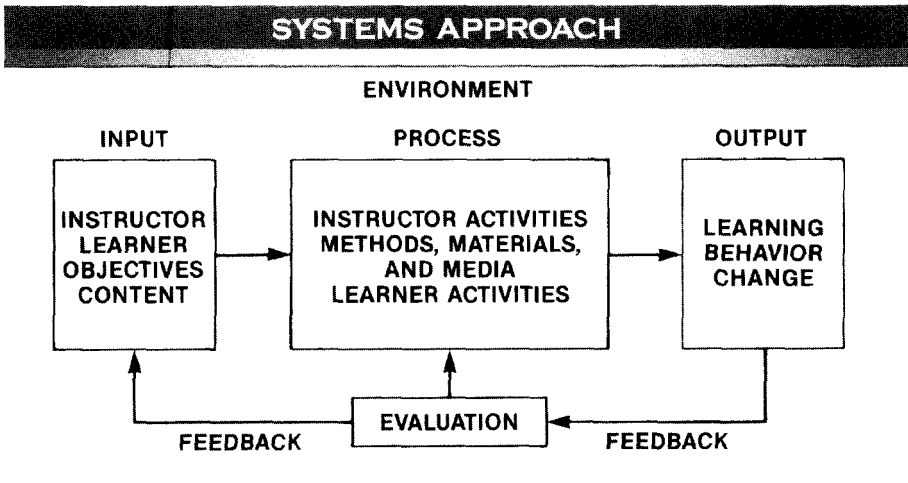 SYSTEMS APPROACH
ENVIRONMENT
INPUT
PROCESS
OUTPUT
INSTRUCTOR
LEARNER
OBJECTIVES
CONTENT
INSTRUCTOR ACTIVITIES
METHODS, MATERIALS,
AND MEDIA
LEARNER ACTIVITIES
LEARNING
BEHAVIOR
CHANGE
EVALUATION
FEEDBACK
FEEDBACK